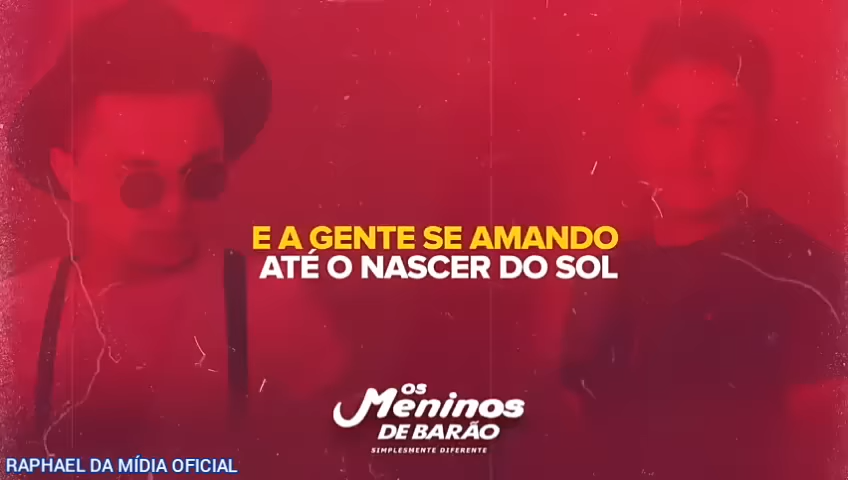 E A GENTE SE AMANDO
ATÉ O NASCER DO SOL
OS
Meninos
DE BARÃO
SIMPLESMENTE DIFERENTE
RAPHAEL DA MÍDIA OFICIAL